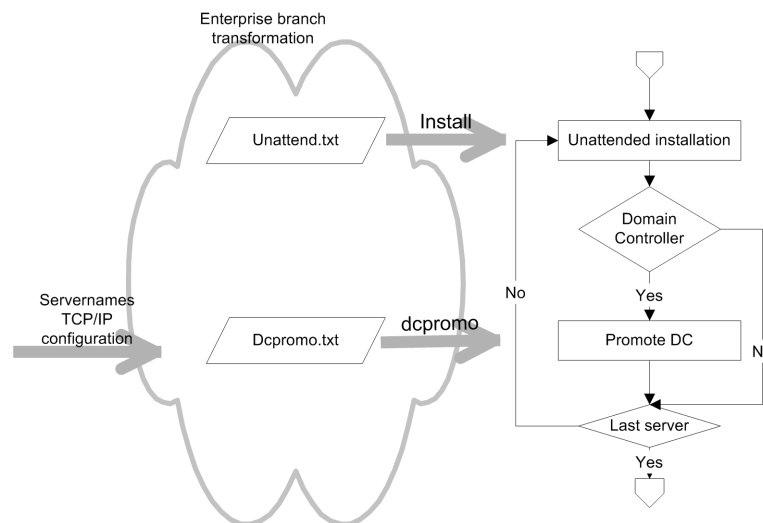 Enterprise branch
transformation
Unattend.txt
Install
Unattended installation
Domain
Controller
Servernames
TCP/IP
configuration
No
Yes
Dcpromo.txt
dcpromo
Promote DC
N
Last server
Yes